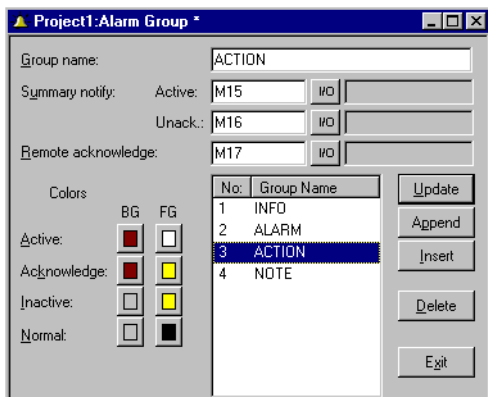 Project1:Alarm Group *
Group name: ACTION
Summary notify: Active: M15 I/O
Unack.: M16 I/O
Remote acknowledge: M17 I/O
Colors
BG FG
Active:
Acknowledge:
Inactive:
Normal:
No: Group Name
1 INFO
2 ALARM
3 ACTION
4 NOTE
Update
Append
Insert
Delete
Exit